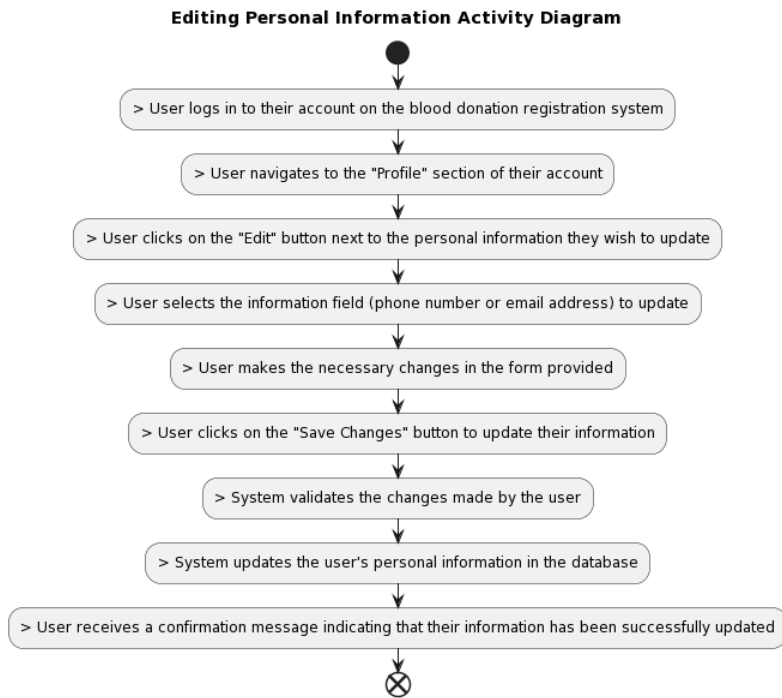 Editing Personal Information Activity Diagram
> User logs in to their account on the blood donation registration system
> User navigates to the "Profile" section of their account
> User clicks on the "Edit" button next to the personal information they wish to update
> User selects the information field (phone number or email address) to update
> User makes the necessary changes in the form provided
> User clicks on the "Save Changes" button to update their information
> System validates the changes made by the user
> System updates the user's personal information in the database
> User receives a confirmation message indicating that their information has been successfully updated